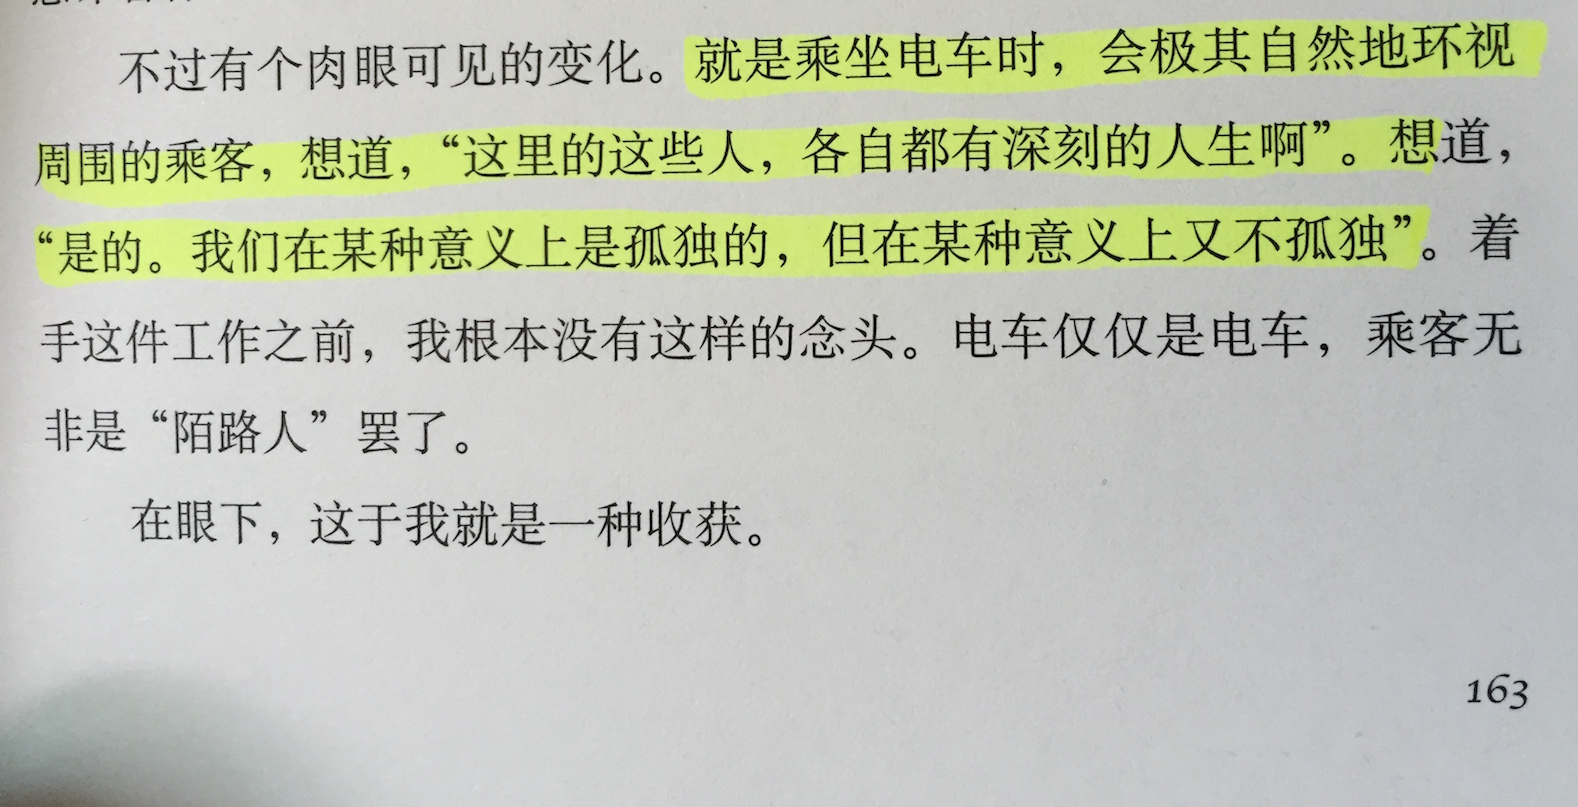 不过有个肉眼可见的变化。就是乘坐电车时，会极其自然地环视
周围的乘客，想道，“这里的这些人，各自都有深刻的人生啊”。想道，
“是的。我们在某种意义上是孤独的，但在某种意义上又不孤独”。着
手这件工作之前，我根本没有这样的念头。电车仅仅是电车，乘客无
非是“陌路人”罢了。
在眼下，这于我就是一种收获。
163